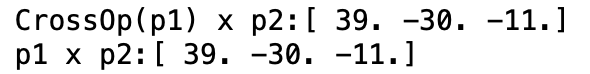 CrossOp(p1) x p2:[ 39. -30. -11.]
p1 x p2:[ 39. -30. -11.]